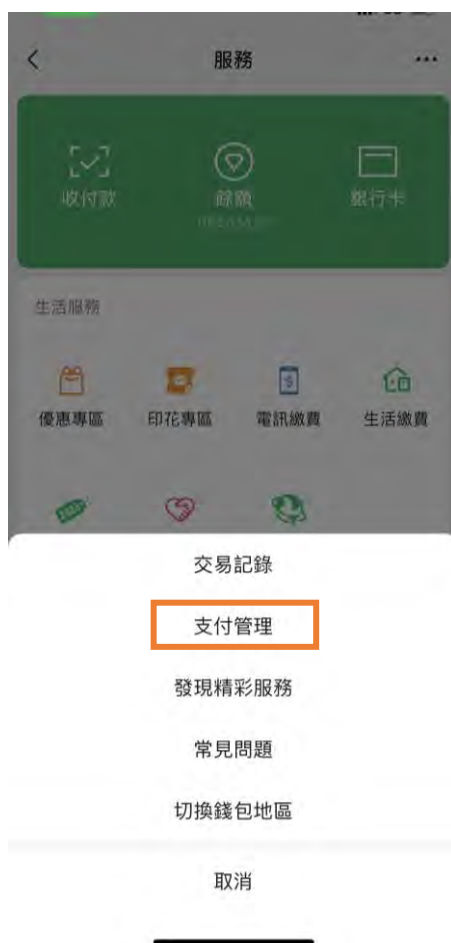 服務
收付款
餘額
銀行卡
生活服務
優惠專區
印花專區
電訊繳費
生活繳費
交易記錄
支付管理
發現精彩服務
常見問題
切換錢包地區
取消